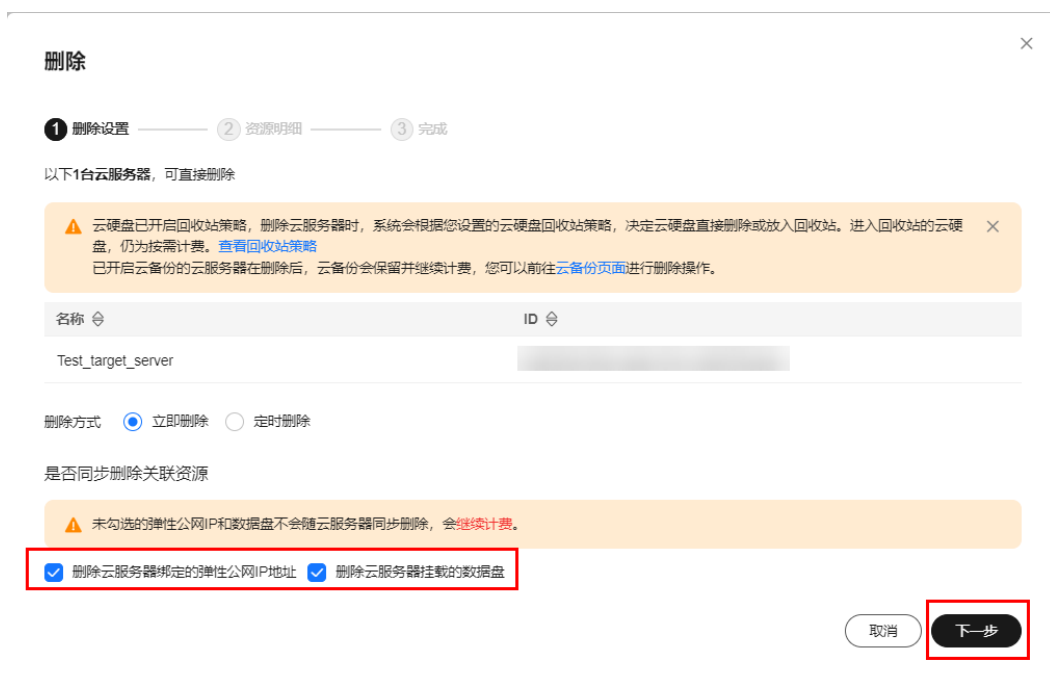 删除
1 删除设置 2 资源明细 3 完成
以下1台云服务器，可直接删除
云硬盘已开启回收站策略，删除云服务器时，系统会根据您设置的云硬盘回收站策略，决定云硬盘直接删除或放入回收站。进入回收站的云硬
盘，仍为按需计费。查看回收站策略
已开启云备份的云服务器在删除后，云备份会保留并继续计费，您可以前往云备份页面进行删除操作。
名称 ID
Test_target_server
删除方式 立即删除 定时删除
是否同步删除关联资源
未勾选的弹性公网IP和数据盘不会随云服务器同步删除，会继续计费。
删除云服务器绑定的弹性公网IP地址 删除云服务器挂载的数据盘
取消 下一步